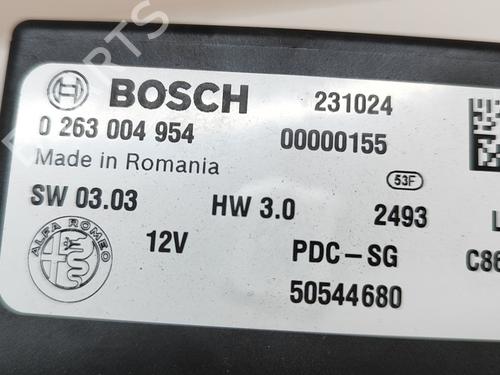 BOSCH 231024
0 263 004 954 00000155
Made in Romania 53F
SW 03.03 HW 3.0 2493 L
ALFA ROMEO 12V PDC-SG C86
50544680